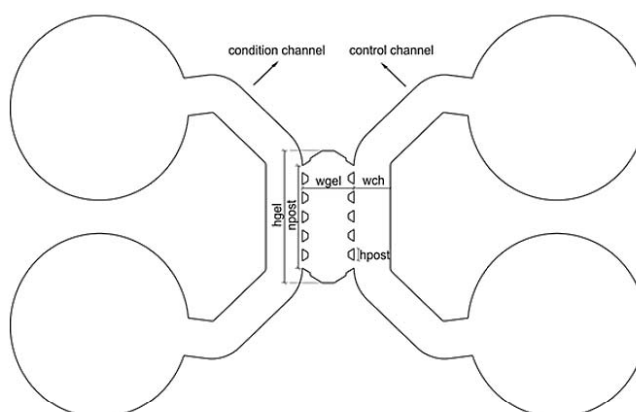 condition channel
control channel
wgel
wch
hgel
npost
hpost